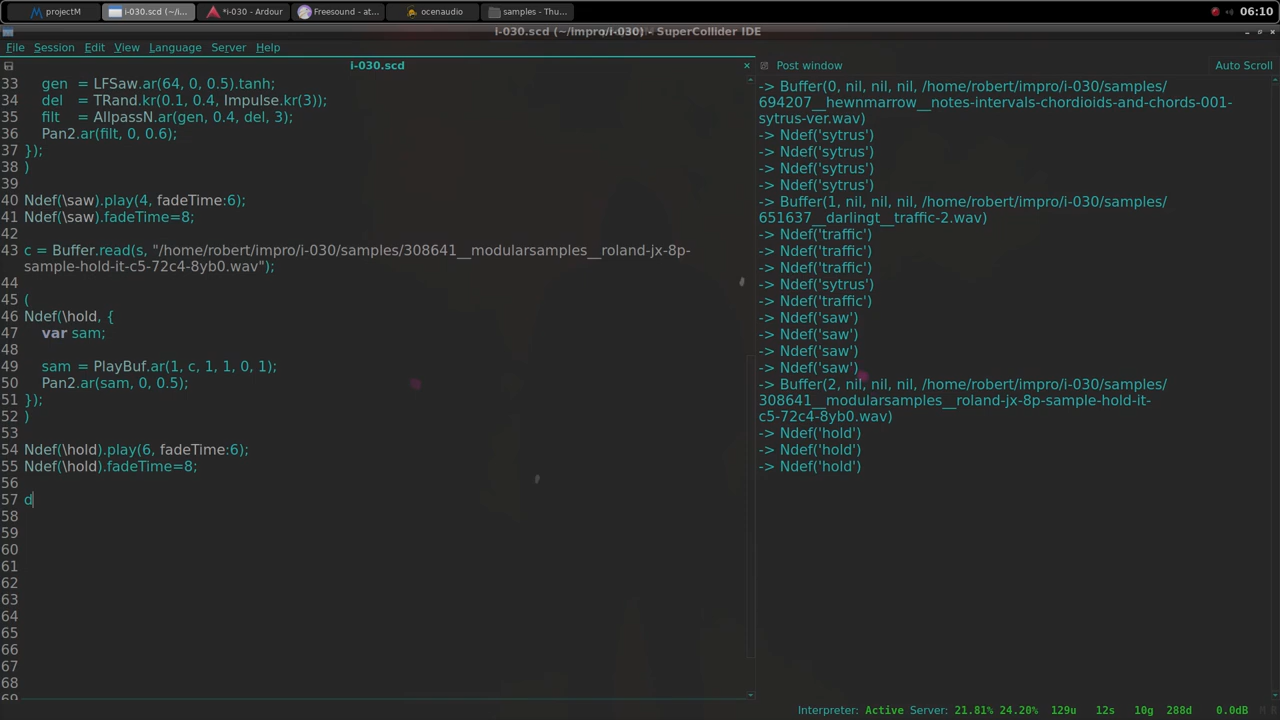 projectM
i-030.scd (~/i...
*i-030 - Ardour
Freesound - at...
ocenaudio
samples - Thu...
06:10
i-030.scd (~/impro/i-030) - SuperCollider IDE
File Session Edit View Language Server Help
i-030.scd
33 gen = LFSaw.ar(64, 0, 0.5).tanh;
34 del = TRand.kr(0.1, 0.4, Impulse.kr(3));
35 filt = AllpassN.ar(gen, 0.4, del, 3);
36 Pan2.ar(filt, 0, 0.6);
37 });
38 )
39
40 Ndef(\saw).play(4, fadeTime:6);
41 Ndef(\saw).fadeTime=8;
42
43 c = Buffer.read(s, "/home/robert/impro/i-030/samples/308641__modularsamples__roland-jx-8p-
sample-hold-it-c5-72c4-8yb0.wav");
44
45 (
46 Ndef(\hold, {
47 var sam;
48
49 sam = PlayBuf.ar(1, c, 1, 1, 0, 1);
50 Pan2.ar(sam, 0, 0.5);
51 });
52 )
53
54 Ndef(\hold).play(6, fadeTime:6);
55 Ndef(\hold).fadeTime=8;
56
57 d
58
59
60
61
62
63
64
65
66
67
68
69
Post window
Auto Scroll
-> Buffer(0, nil, nil, nil, /home/robert/impro/i-030/samples/
694207__hewnmarrow__notes-intervals-chordioids-and-chords-001-
sytrus-ver.wav)
-> Ndef('sytrus')
-> Ndef('sytrus')
-> Ndef('sytrus')
-> Ndef('sytrus')
-> Buffer(1, nil, nil, nil, /home/robert/impro/i-030/samples/
651637__darlingt__traffic-2.wav)
-> Ndef('traffic')
-> Ndef('traffic')
-> Ndef('traffic')
-> Ndef('sytrus')
-> Ndef('traffic')
-> Ndef('saw')
-> Ndef('saw')
-> Ndef('saw')
-> Ndef('saw')
-> Buffer(2, nil, nil, nil, /home/robert/impro/i-030/samples/
308641__modularsamples__roland-jx-8p-sample-hold-it-
c5-72c4-8yb0.wav)
-> Ndef('hold')
-> Ndef('hold')
-> Ndef('hold')
Interpreter: Active Server: 21.81% 24.20% 129u 12s 10g 288d 0.0dB